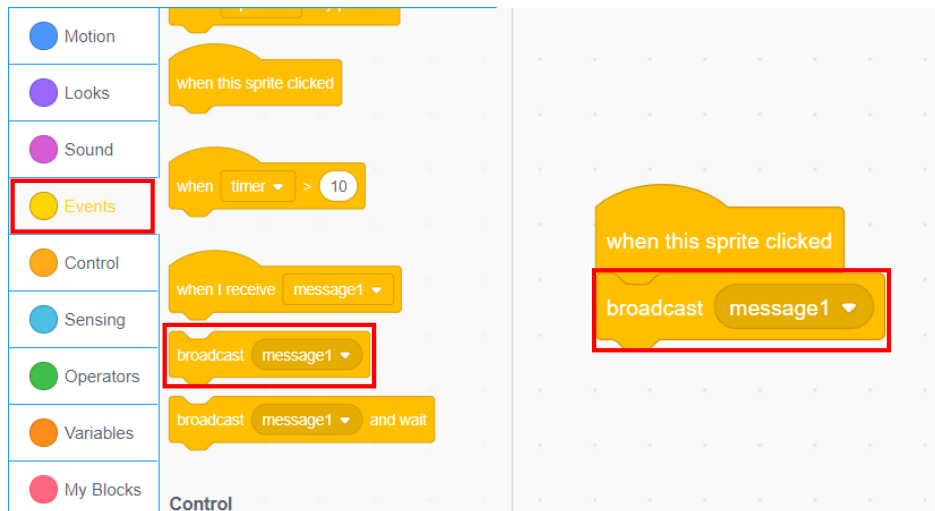 Motion
Looks
Sound
Events
Control
Sensing
Operators
Variables
My Blocks
when this sprite clicked
when timer > 10
when I receive message1
broadcast message1
broadcast message1 and wait
Control
when this sprite clicked
broadcast message1